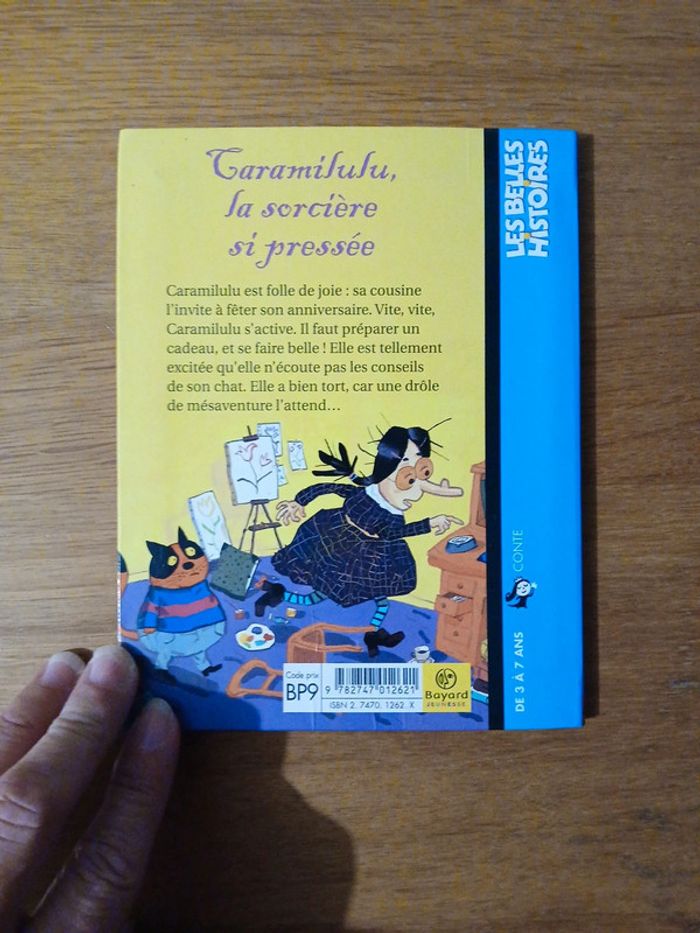 Caramilulu,
la sorcière
si pressée
Caramilulu est folle de joie : sa cousine
l'invite à fêter son anniversaire. Vite, vite,
Caramilulu s'active. Il faut préparer un
cadeau, et se faire belle ! Elle est tellement
excitée qu'elle n'écoute pas les conseils
de son chat. Elle a bien tort, car une drôle
de mésaventure l'attend…
LES BELLES
HISTOIRES
CONTE
DE 3 À 7 ANS
Code prix
BP9
9 782747 012621
ISBN 2. 7470. 1262. X
Bayard
JEUNESSE